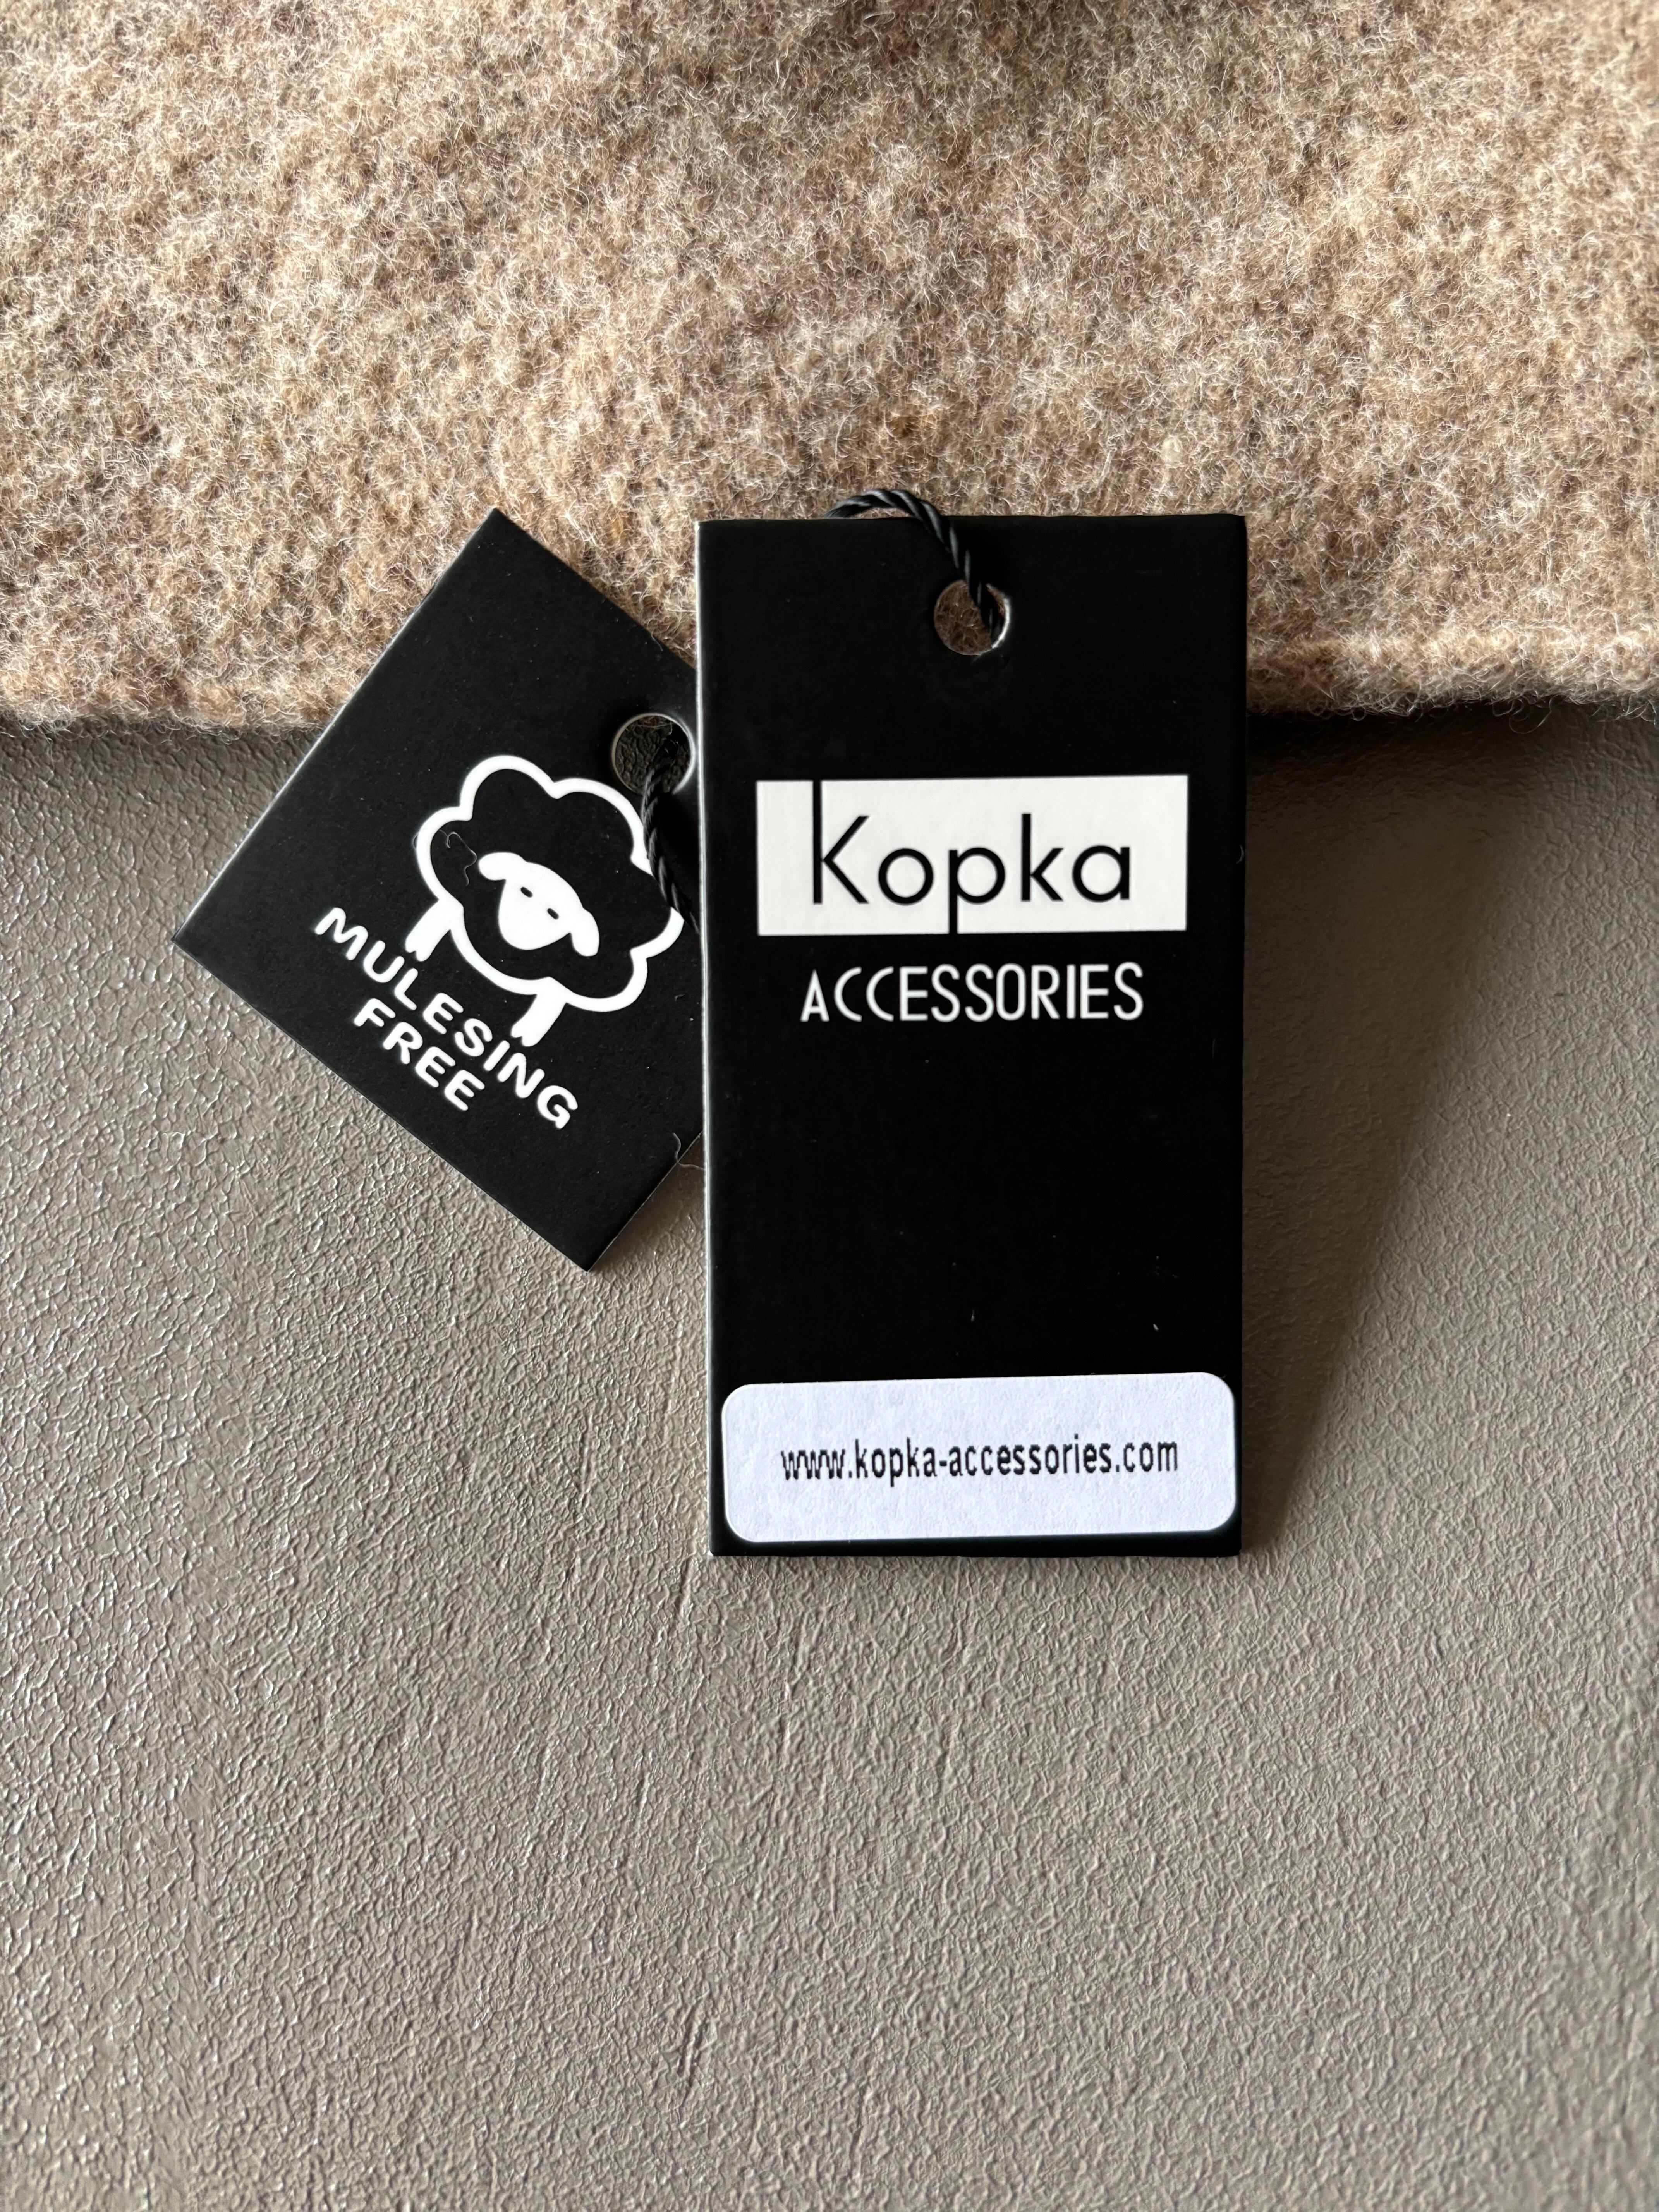 MULESING
FREE
Kopka
ACCESSORIES
www.kopka-accessories.com